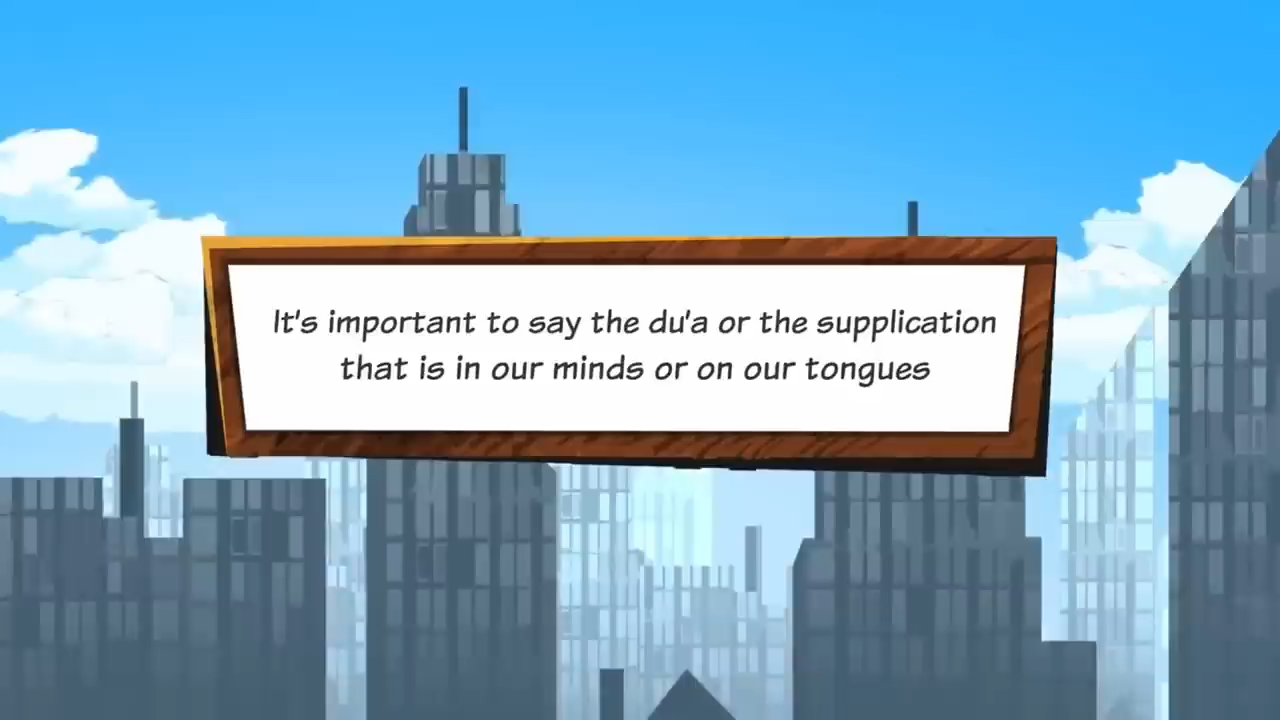 It's important to say the du'a or the supplication
that is in our minds or on our tongues